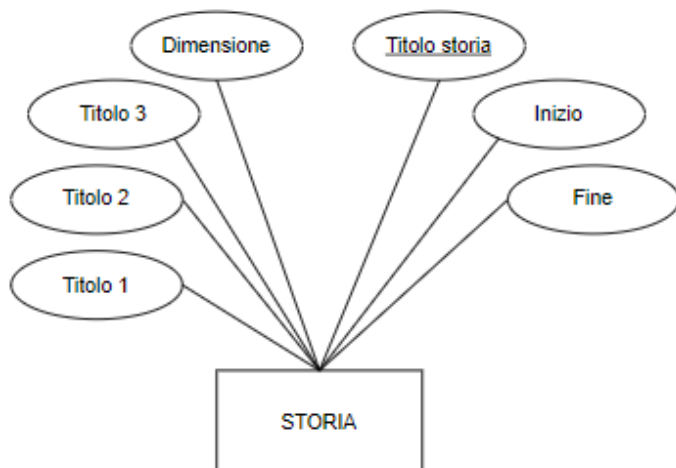 Dimensione
Titolo storia
Titolo 3
Inizio
Titolo 2
Fine
Titolo 1
STORIA